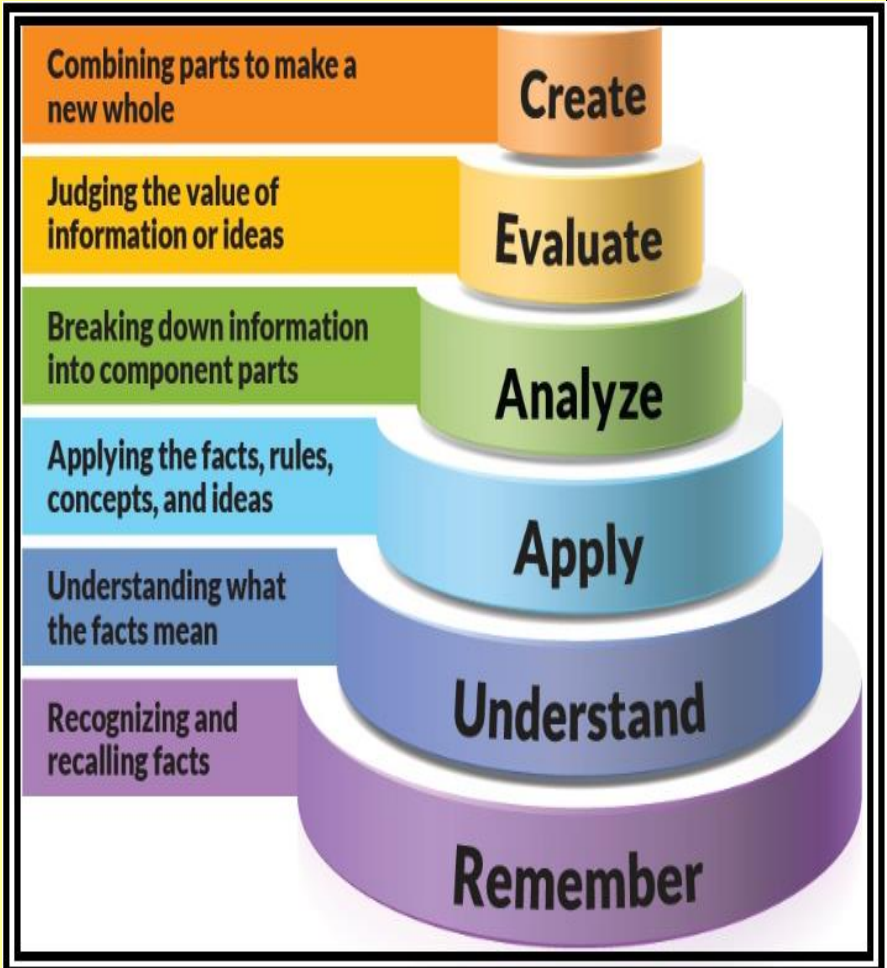 Combining parts to make a
new whole
Create
Judging the value of
information or ideas
Evaluate
Breaking down information
into component parts
Analyze
Applying the facts, rules,
concepts, and ideas
Apply
Understanding what
the facts mean
Understand
Recognizing and
recalling facts
Remember